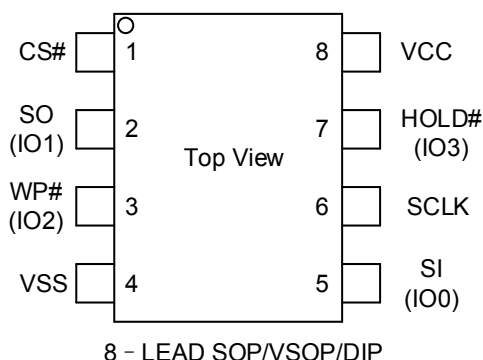 CS# 1 8 VCC
SO
(IO1) 2 7 HOLD#
(IO3)
Top View
WP#
(IO2) 3 6 SCLK
VSS 4 5 SI
(IO0)
8 - LEAD SOP/VSOP/DIP